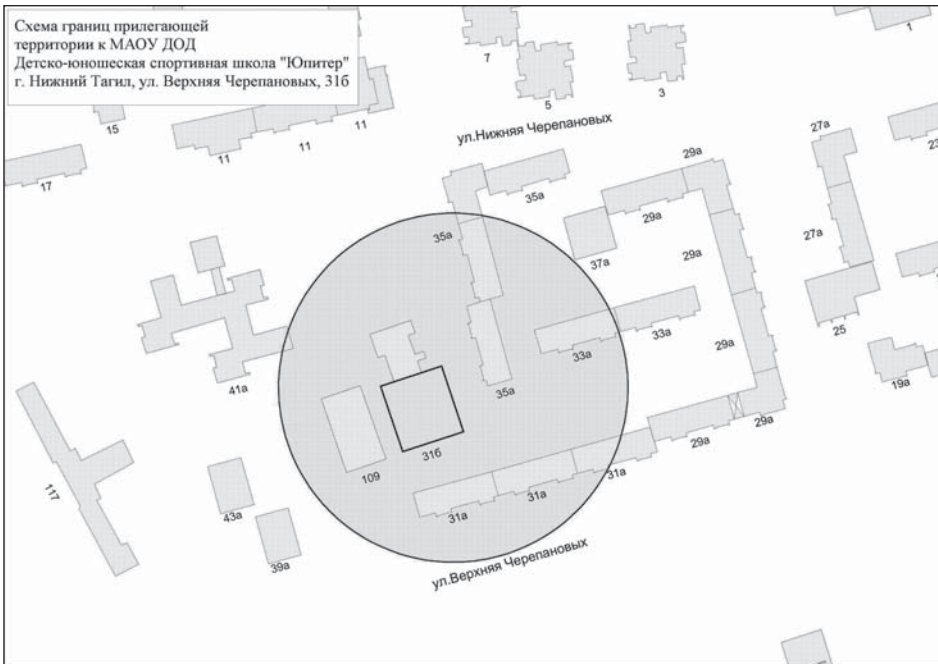 Схема границ прилегающей
территории к МАОУ ДОД
Детско-юношеская спортивная школа "Юпитер"
г. Нижний Тагил, ул. Верхняя Черепановых, 31б
1
7
5
3
15
11
11
11
17
ул.Нижняя Черепановых
27а
23
29а
35а
29а
35а
37а
29а
27а
25
33а
33а
29а
19а
41а
35а
31б
109
29а
29а
31а
31а
31а
117
43а
39а
ул.Верхняя Черепановых